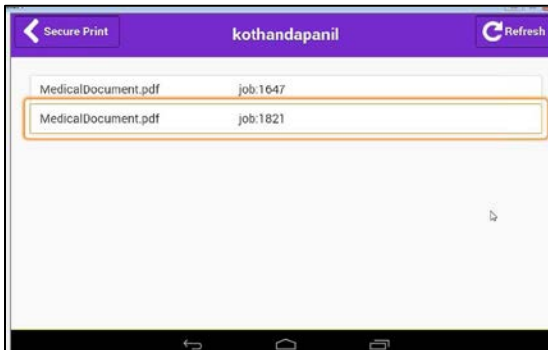 Secure Print kothandapanil Refresh
MedicalDocument.pdf job:1647
MedicalDocument.pdf job:1821